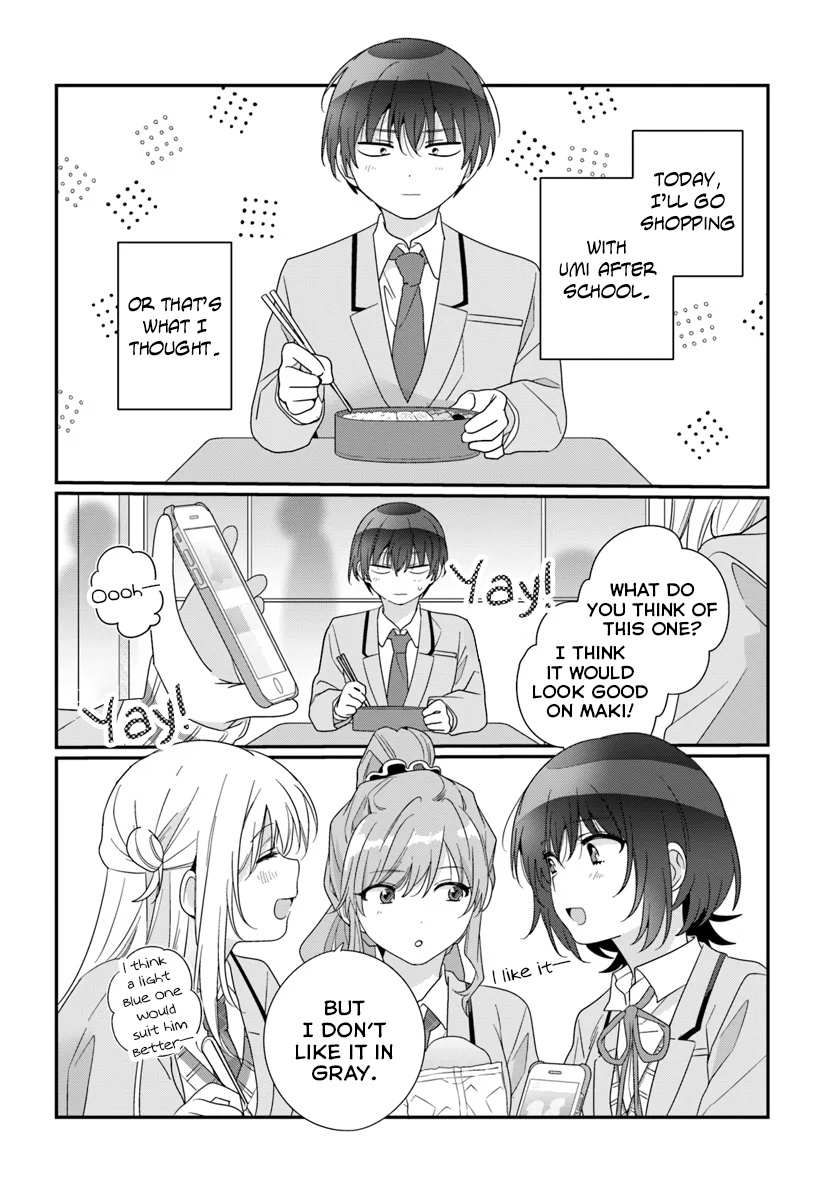 TODAY,
I'LL GO
SHOPPING
WITH
UMI AFTER
SCHOOL.
OR THAT'S
WHAT I
THOUGHT.
WHAT DO
YOU THINK OF
THIS ONE?
I THINK
IT WOULD
LOOK GOOD
ON MAKI!
Yay!
Oooh—
Yay!
I like it—
BUT
I DON'T
LIKE IT IN
GRAY.
I think
a light
blue one
would
suit him
better—